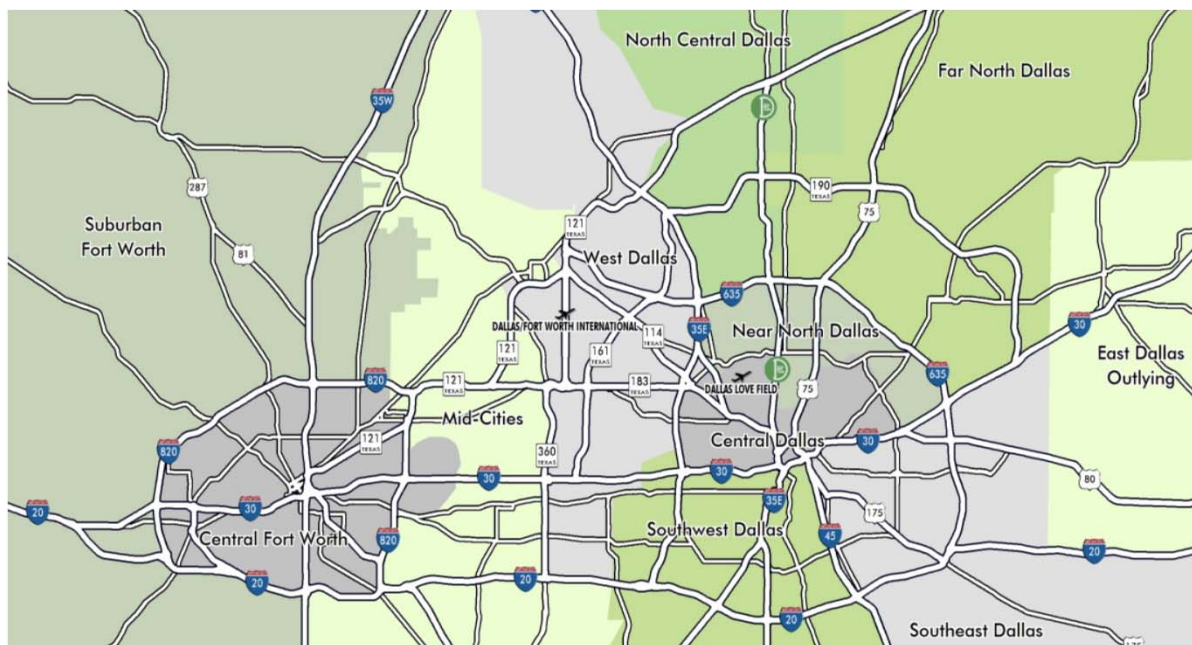 North Central Dallas
Far North Dallas
35W
287
190
TEXAS
75
Suburban
Fort Worth
121
TEXAS
81
West Dallas
635
DALLAS/FORT WORTH INTERNATIONAL
114
TEXAS
35E
Near North Dallas
30
121
TEXAS
161
TEXAS
East Dallas
Outlying
820
121
TEXAS
183
TEXAS
DALLAS LOVE FIELD
75
635
Mid-Cities
121
TEXAS
Central Dallas
30
820
360
TEXAS
30
30
80
20
30
35E
175
Central Fort Worth
820
Southwest Dallas
45
20
20
20
20
Southeast Dallas